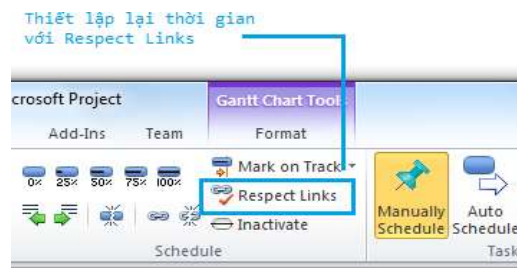 Thiết lập lại thời gian
với Respect Links
crosoft Project
Gantt Chart Tools
Add-Ins Team Format
0% 25% 50% 75% 100%
Mark on Track
Respect Links
Inactivate
Manually Schedule
Auto Schedule
Schedule
Task